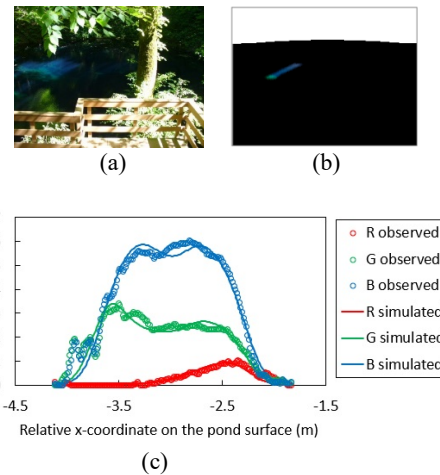 (a)
(b)
R observed
G observed
B observed
R simulated
G simulated
B simulated
-4.5
-3.5
-2.5
-1.5
Relative x-coordinate on the pond surface (m)
(c)